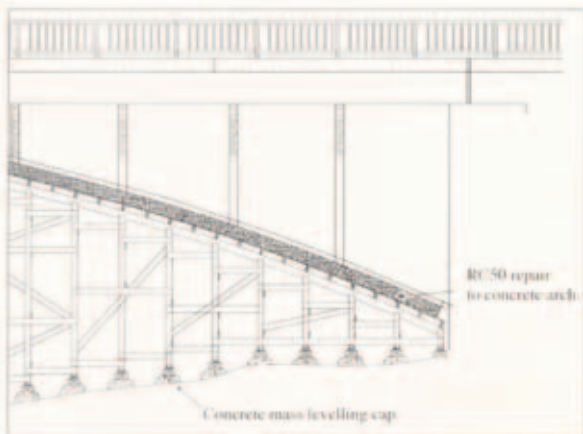 RC50 repair
to concrete arch
Concrete mass levelling cap